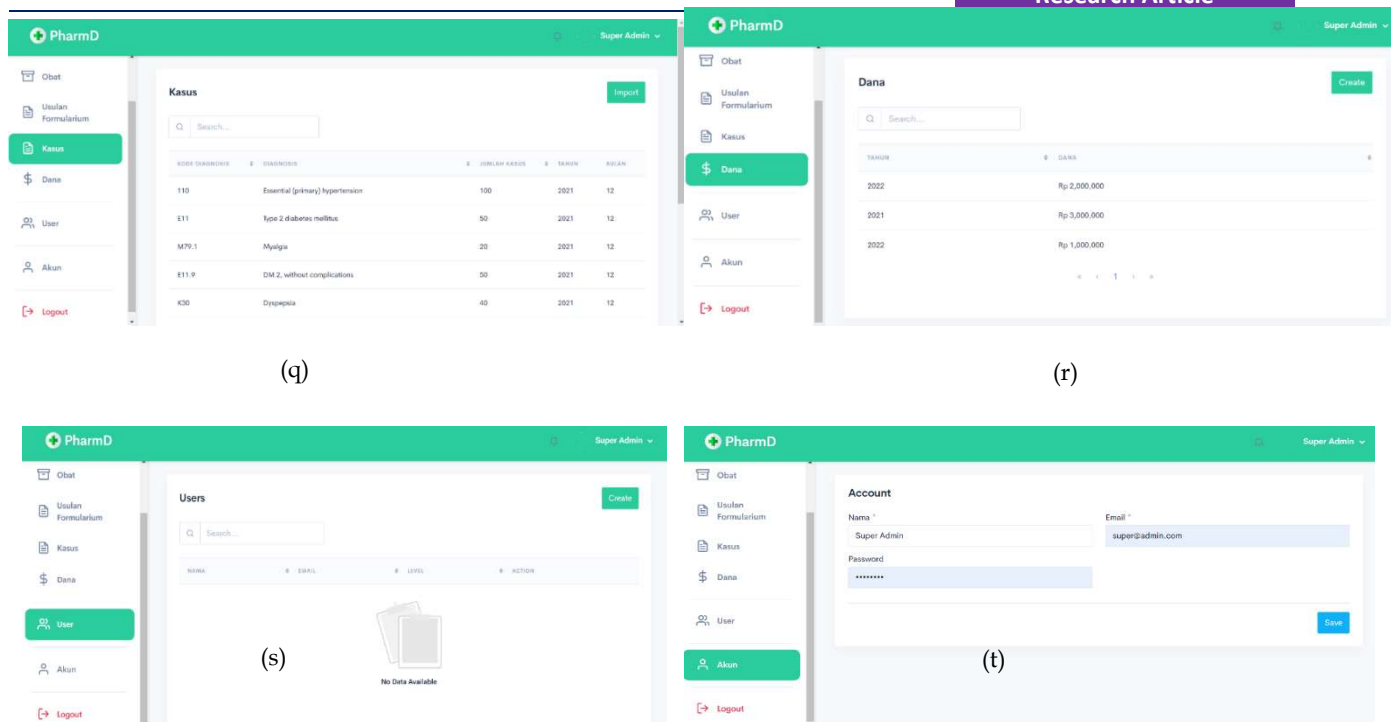 Research Article
PharmD
Super Admin
Obat
Usulan
Formularium
Kasus
Dana
User
Akun
Logout
Kasus
Import
Search...
KODE DIAGNOSIS DIAGNOSIS JUMLAH KASUS TAHUN BULAN
110 Essential (primary) hypertension 100 2021 12
E11 Type 2 diabetes mellitus 50 2021 12
M79.1 Myalgia 20 2021 12
E11.9 DM 2, without complications 50 2021 12
K30 Dyspepsia 40 2021 12
(q)
PharmD
Super Admin
Obat
Usulan
Formularium
Kasus
Dana
User
Akun
Logout
Dana
Create
Search...
TAHUN DANA
2022 Rp 2,000,000
2021 Rp 3,000,000
2022 Rp 1,000,000
« ‹ 1 › »
(r)
PharmD
Super Admin
Obat
Usulan
Formularium
Kasus
Dana
User
Akun
Logout
Users
Create
Search...
NAMA EMAIL LEVEL ACTION
No Data Available
(s)
PharmD
Super Admin
Obat
Usulan
Formularium
Kasus
Dana
User
Akun
Logout
Account
Nama * Email *
Super Admin super@admin.com
Password
••••••••
Save
(t)